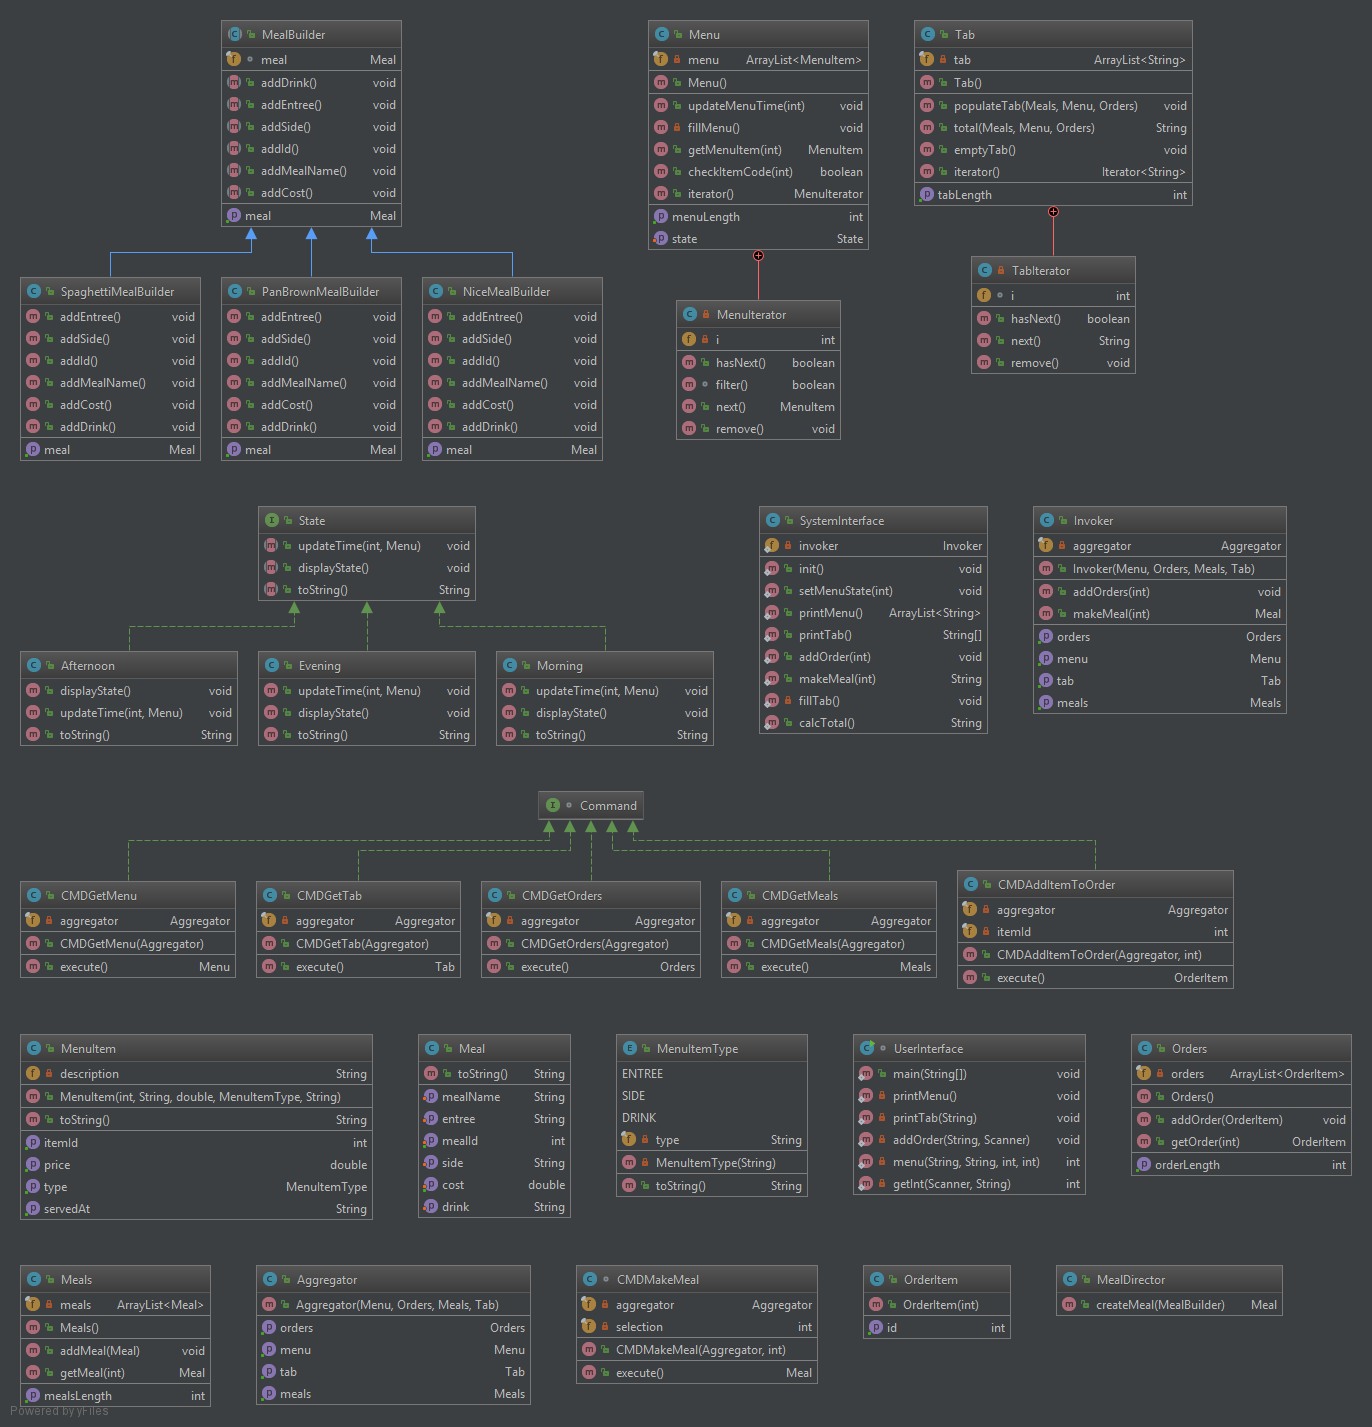 MealBuilder
meal Meal
addDrink() void
addEntree() void
addSide() void
addId() void
addMealName() void
addCost() void
meal Meal
Menu
menu ArrayList<MenuItem>
Menu()
updateMenuTime(int) void
fillMenu() void
getMenuItem(int) MenuItem
checkItemCode(int) boolean
iterator() MenuIterator
menuLength int
state State
Tab
tab ArrayList<String>
Tab()
populateTab(Meals, Menu, Orders) void
total(Meals, Menu, Orders) String
emptyTab() void
iterator() Iterator<String>
tabLength int
SpaghettiMealBuilder
addEntree() void
addSide() void
addId() void
addMealName() void
addCost() void
addDrink() void
meal Meal
PanBrownMealBuilder
addEntree() void
addSide() void
addId() void
addMealName() void
addCost() void
addDrink() void
meal Meal
NiceMealBuilder
addEntree() void
addSide() void
addId() void
addMealName() void
addCost() void
addDrink() void
meal Meal
MenuIterator
i int
hasNext() boolean
filter() boolean
next() MenuItem
remove() void
TabIterator
i int
hasNext() boolean
next() String
remove() void
State
updateTime(int, Menu) void
displayState() void
toString() String
Afternoon
displayState() void
updateTime(int, Menu) void
toString() String
Evening
updateTime(int, Menu) void
displayState() void
toString() String
Morning
updateTime(int, Menu) void
displayState() void
toString() String
SystemInterface
invoker Invoker
init() void
setMenuState(int) void
printMenu() ArrayList<String>
printTab() String[]
addOrder(int) void
makeMeal(int) String
fillTab() void
calcTotal() String
Invoker
aggregator Aggregator
Invoker(Menu, Orders, Meals, Tab)
addOrders(int) void
makeMeal(int) Meal
orders Orders
menu Menu
tab Tab
meals Meals
Command
CMDGetMenu
aggregator Aggregator
CMDGetMenu(Aggregator)
execute() Menu
CMDGetTab
aggregator Aggregator
CMDGetTab(Aggregator)
execute() Tab
CMDGetOrders
aggregator Aggregator
CMDGetOrders(Aggregator)
execute() Orders
CMDGetMeals
aggregator Aggregator
CMDGetMeals(Aggregator)
execute() Meals
CMDAddItemToOrder
aggregator Aggregator
itemId int
CMDAddItemToOrder(Aggregator, int)
execute() OrderItem
MenuItem
description String
MenuItem(int, String, double, MenuItemType, String)
toString() String
itemId int
price double
type MenuItemType
servedAt String
Meal
toString() String
mealName String
entree String
mealId int
side String
cost double
drink String
MenuItemType
ENTREE
SIDE
DRINK
type String
MenuItemType(String)
toString() String
UserInterface
main(String[]) void
printMenu() void
printTab(String) void
addOrder(String, Scanner) void
menu(String, String, int, int) int
getInt(Scanner, String) int
Orders
orders ArrayList<OrderItem>
Orders()
addOrder(OrderItem) void
getOrder(int) OrderItem
orderLength int
Meals
meals ArrayList<Meal>
Meals()
addMeal(Meal) void
getMeal(int) Meal
mealsLength int
Aggregator
Aggregator(Menu, Orders, Meals, Tab)
orders Orders
menu Menu
tab Tab
meals Meals
CMDMakeMeal
aggregator Aggregator
selection int
CMDMakeMeal(Aggregator, int)
execute() Meal
OrderItem
OrderItem(int)
id int
MealDirector
createMeal(MealBuilder) Meal
Powered by yFiles